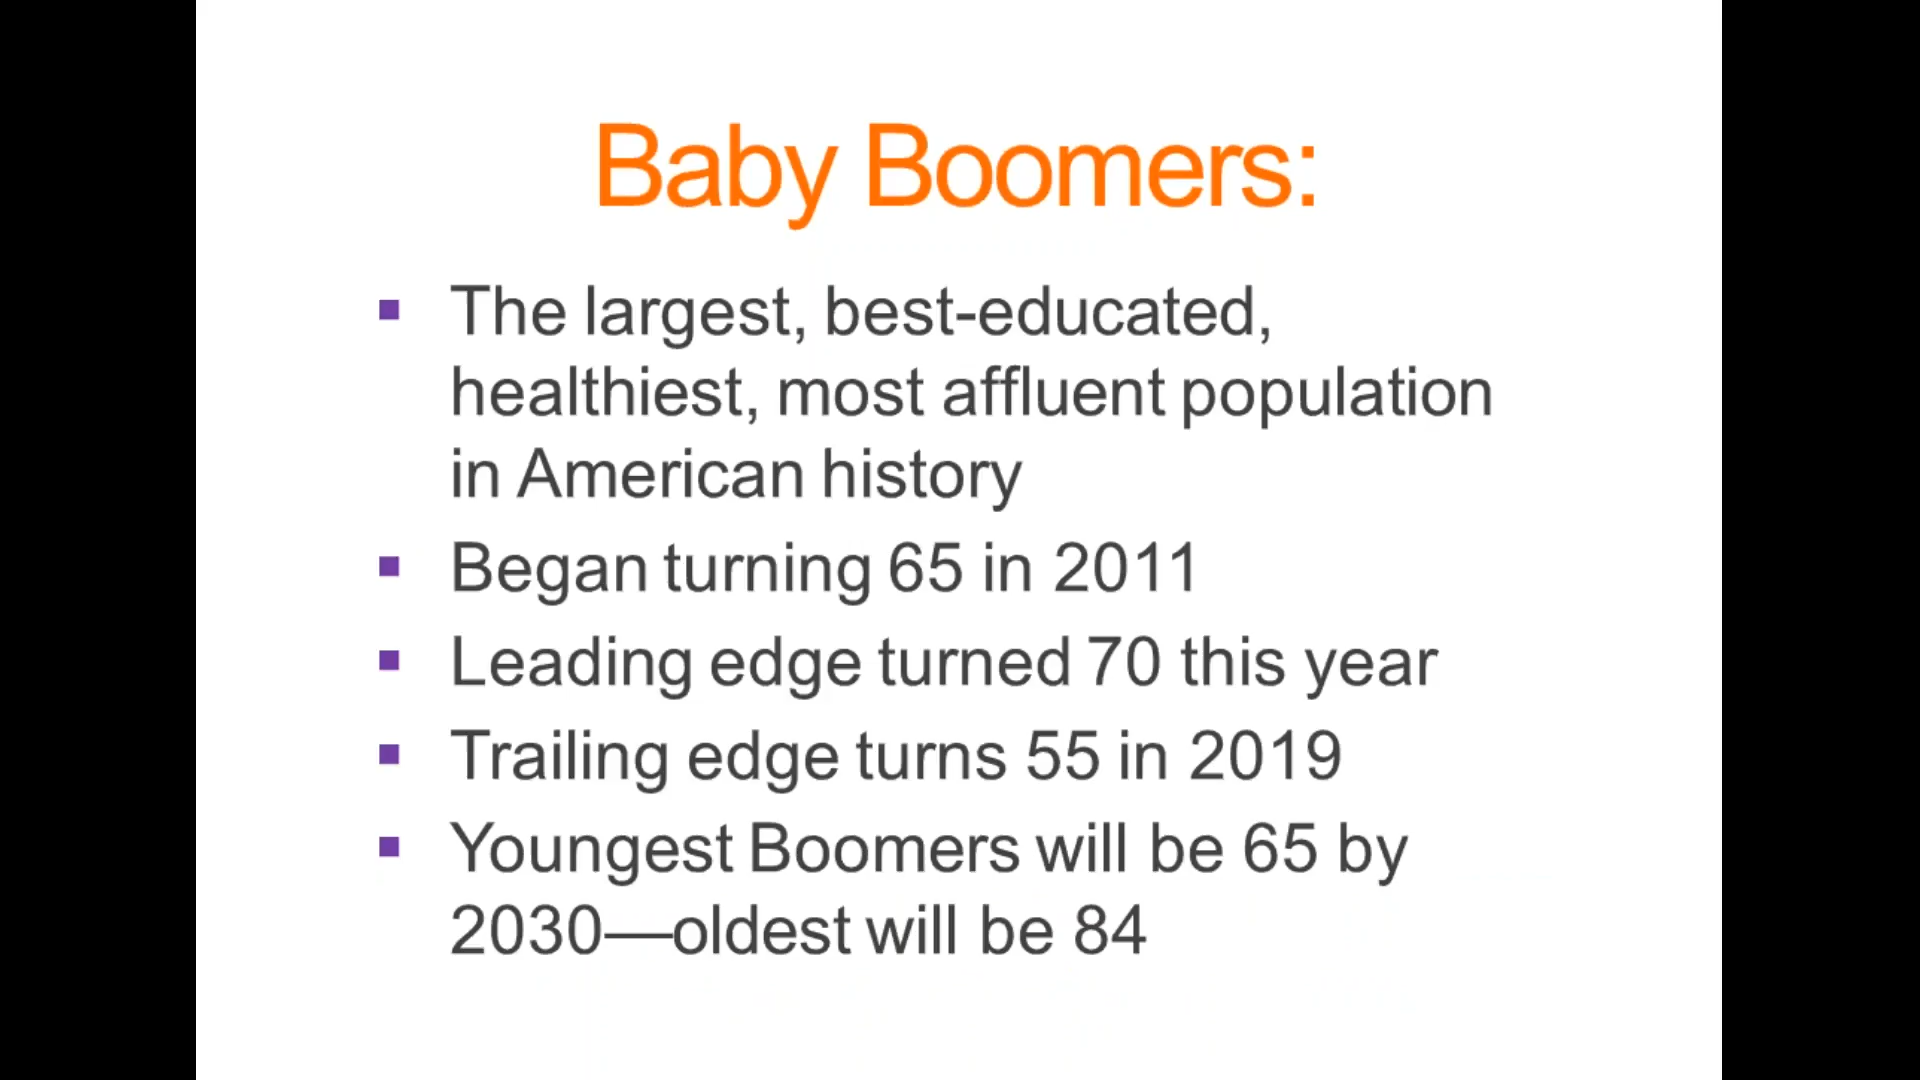 Baby Boomers:
▪ The largest, best-educated,
healthiest, most affluent population
in American history
▪ Began turning 65 in 2011
▪ Leading edge turned 70 this year
▪ Trailing edge turns 55 in 2019
▪ Youngest Boomers will be 65 by
2030—oldest will be 84